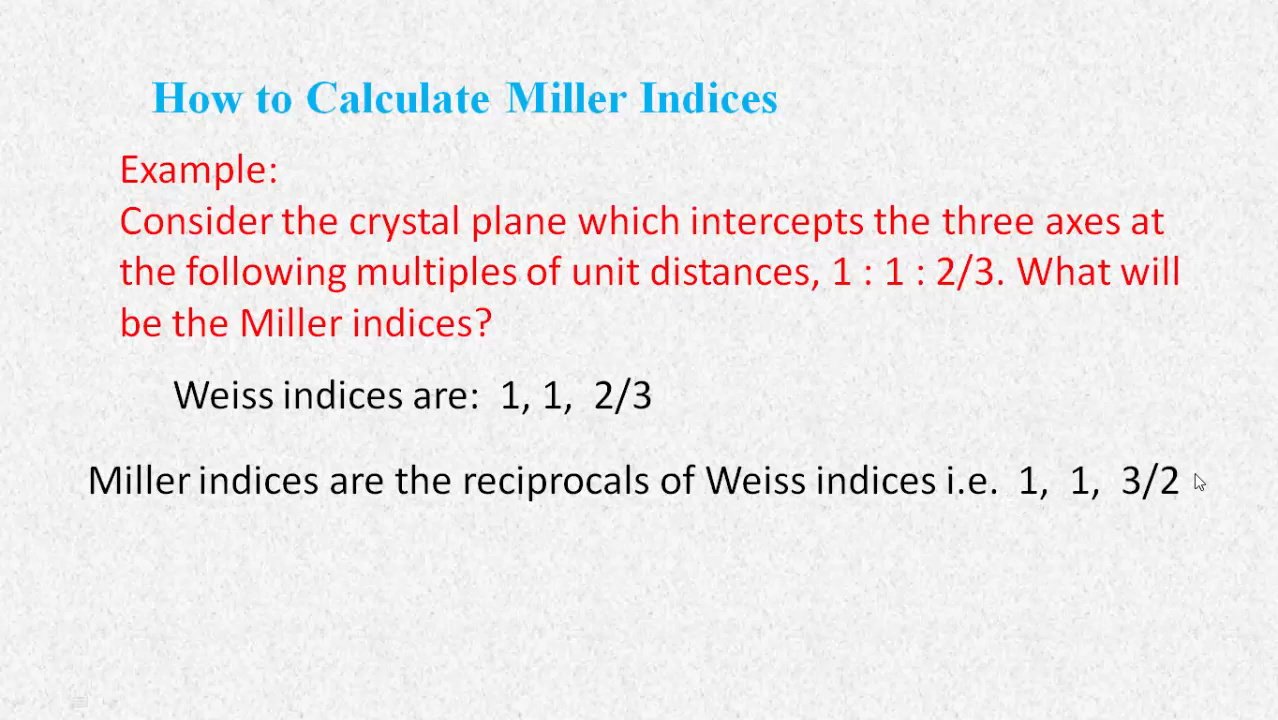 How to Calculate Miller Indices
Example:
Consider the crystal plane which intercepts the three axes at
the following multiples of unit distances, 1 : 1 : 2/3. What will
be the Miller indices?
Weiss indices are: 1, 1, 2/3
Miller indices are the reciprocals of Weiss indices i.e. 1, 1, 3/2